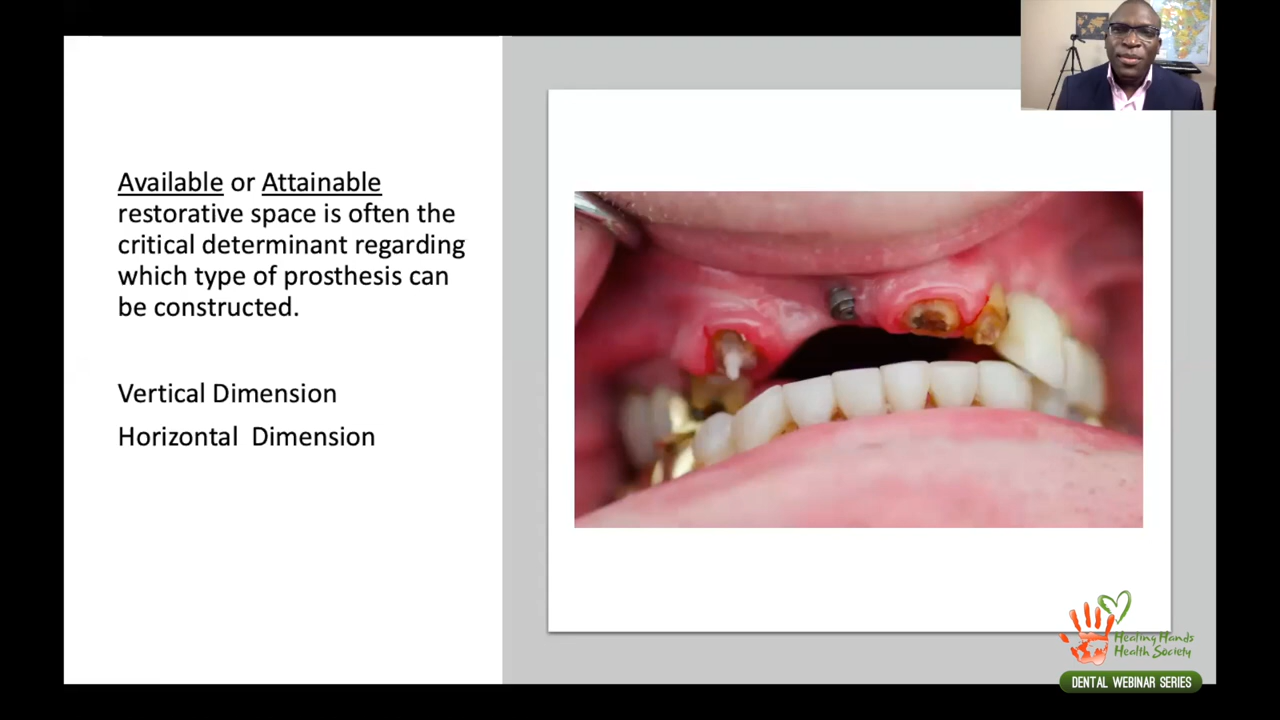 Available or Attainable
restorative space is often the
critical determinant regarding
which type of prosthesis can
be constructed.
Vertical Dimension
Horizontal  Dimension
Healing Hands
Health Society
DENTAL WEBINAR SERIES